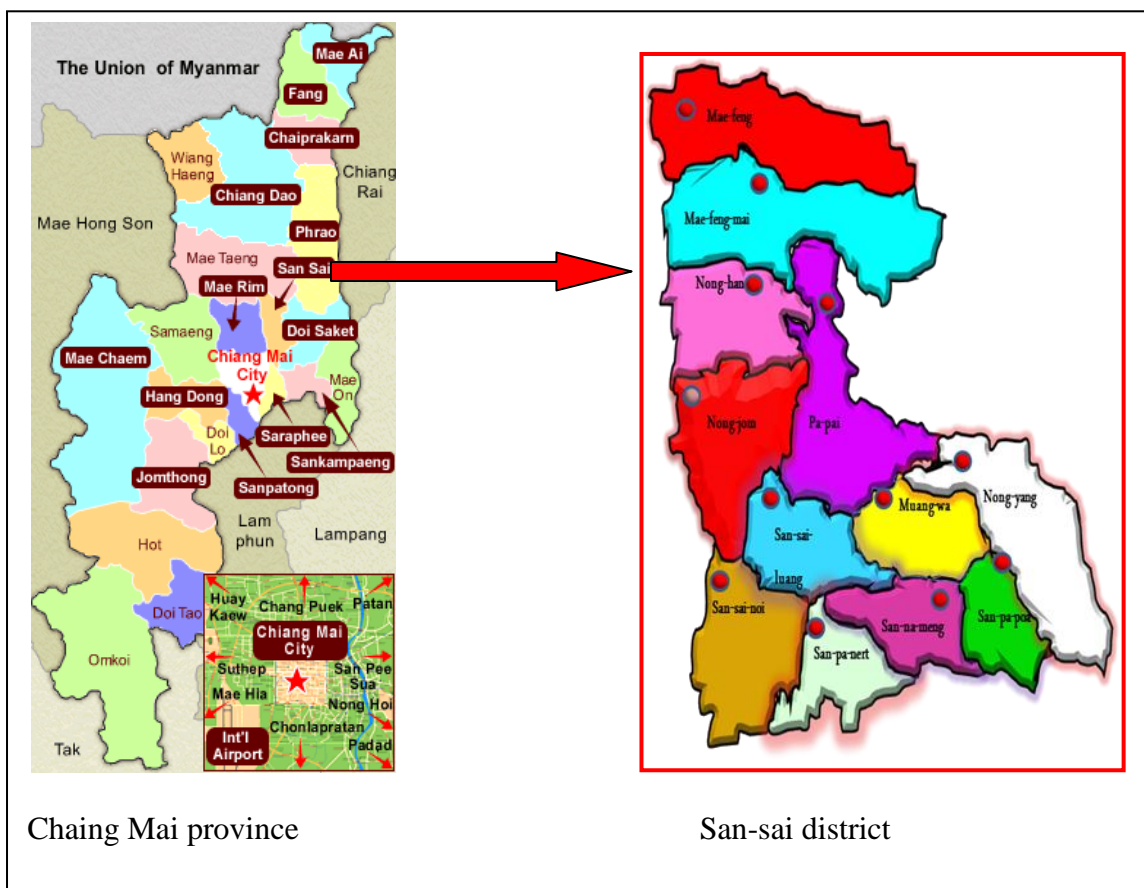 The Union of Myanmar
Mae Ai
Fang
Chaiprakarn
Wiang
Haeng
Chiang Dao
Chiang
Rai
Mae Hong Son
Phrao
Mae Taeng
San Sai
Mae Rim
Samaeng
Doi Saket
Mae Chaem
Chiang Mai
City
Mae
On
Hang Dong
Doi
Lo
Saraphee
Sankampaeng
Jomthong
Sanpatong
Lam
phun
Lampang
Hot
Doi Tao
Omkoi
Tak
Huay
Kaew
Chang Puek
Patan
Chiang Mai
City
Suthep
San Pee
Sua
Mae Hia
Nong Hoi
Chonlapratan
Int'l
Airport
Padad
Mae-feng
Mae-feng-mai
Nong-han
Nong-jom
Pa-pai
Nong-yang
Muang-wa
San-sai-
luang
San-sai-noi
San-na-meng
San-pa-poa
San-pa-nert
Chaing Mai province
San-sai district